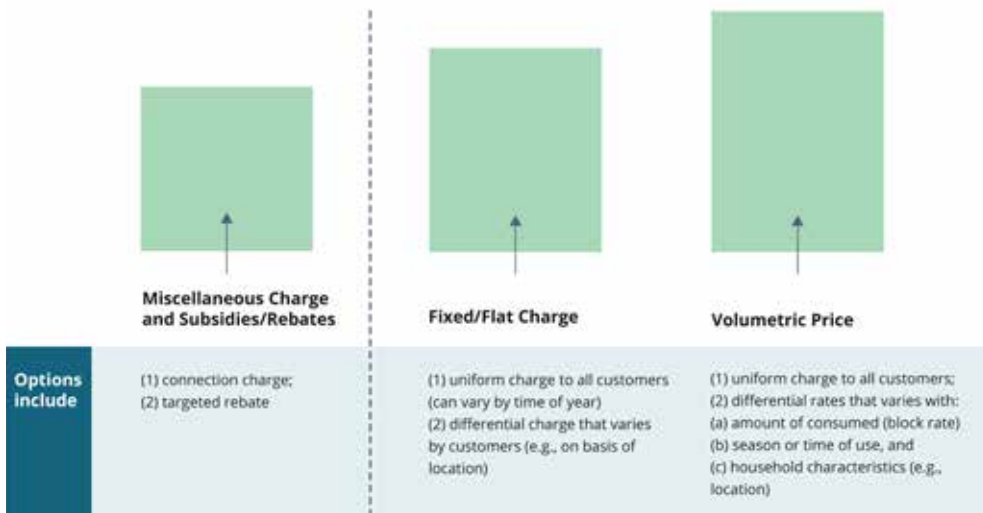 Miscellaneous Charge
and Subsidies/Rebates
Fixed/Flat Charge
Volumetric Price
Options
include
(1) connection charge;
(2) targeted rebate
(1) uniform charge to all customers
(can vary by time of year)
(2) differential charge that varies
by customers (e.g., on basis of
location)
(1) uniform charge to all customers;
(2) differential rates that varies with:
(a) amount of consumed (block rate)
(b) season or time of use, and
(c) household characteristics (e.g.,
location)